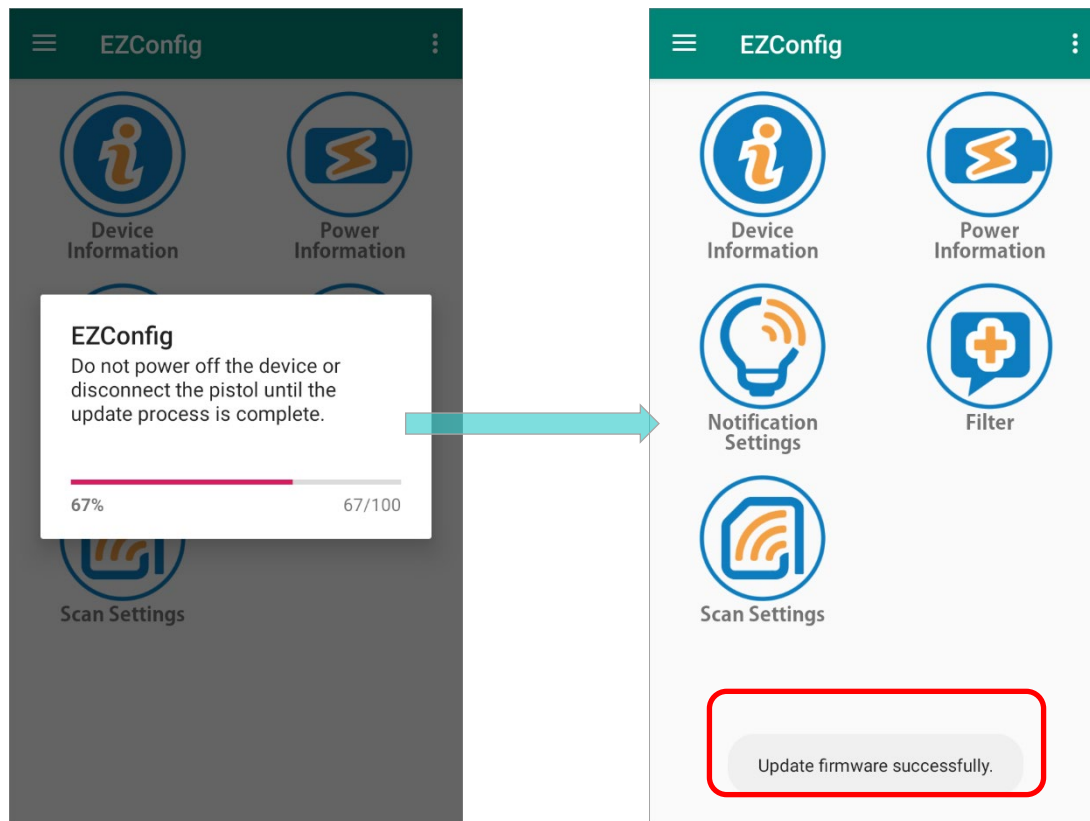 EZConfig
Device
Information
Power
Information
EZConfig
Do not power off the device or
disconnect the pistol until the
update process is complete.
67%
67/100
Scan Settings
EZConfig
Device
Information
Power
Information
Notification
Settings
Filter
Scan Settings
Update firmware successfully.